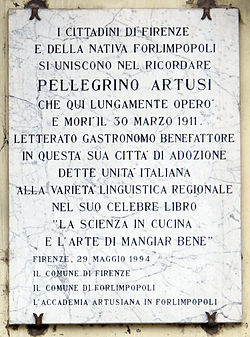 I CITTADINI DI FIRENZE
E DELLA NATIVA FORLIMPOPOLI
SI UNISCONO NEL RICORDARE
PELLEGRINO ARTUSI
CHE QUI LUNGAMENTE OPERO'
E MORI' IL 30 MARZO 1911.
LETTERATO GASTRONOMO BENEFATTORE
IN QUESTA SUA CITTA' DI ADOZIONE
DETTE UNITA' ITALIANA
ALLA VARIETA' LINGUISTICA REGIONALE
NEL SUO CELEBRE LIBRO
"LA SCIENZA IN CUCINA
E L'ARTE DI MANGIAR BENE"
FIRENZE, 29 MAGGIO 1994
IL COMUNE DI FIRENZE
IL COMUNE DI FORLIMPOPOLI
L'ACCADEMIA ARTUSIANA IN FORLIMPOPOLI